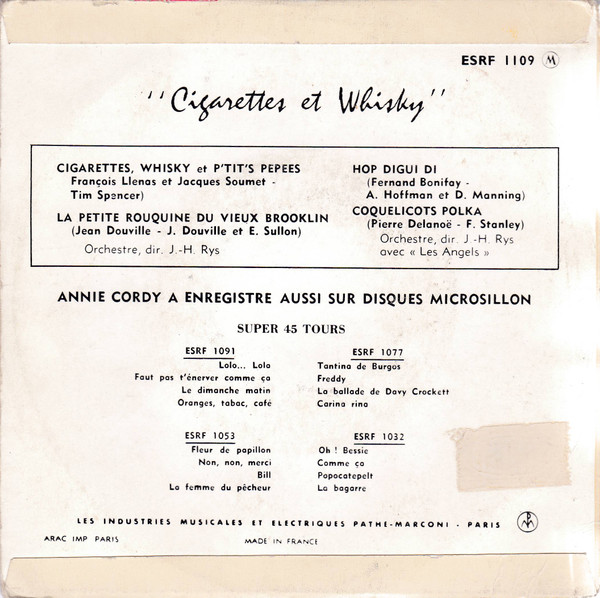 ESRF 1109 M
"Cigarettes et Whisky"
CIGARETTES, WHISKY et P'TIT'S PEPEES
François Llenas et Jacques Soumet -
Tim Spencer)
LA PETITE ROUQUINE DU VIEUX BROOKLIN
(Jean Douville - J. Douville et E. Sullon)
Orchestre, dir. J.-H. Rys
HOP DIGUI DI
(Fernand Bonifay -
A. Hoffman et D. Manning)
COQUELICOTS POLKA
(Pierre Delanoë - F. Stanley)
Orchestre, dir. J.-H. Rys
avec « Les Angels »
ANNIE CORDY A ENREGISTRE AUSSI SUR DISQUES MICROSILLON
SUPER 45 TOURS
ESRF 1091
Lolo... Lola
Faut pas t'énerver comme ça
Le dimanche matin
Oranges, tabac, café
ESRF 1077
Tantina de Burgos
Freddy
La ballade de Davy Crockett
Carina rina
ESRF 1053
Fleur de papillon
Non, non, merci
Bill
La femme du pêcheur
ESRF 1032
Oh ! Bessie
Comme ça
Popocatepelt
La bagarre
LES INDUSTRIES MUSICALES ET ELECTRIQUES PATHE-MARCONI - PARIS
ARAC IMP PARIS
MADE IN FRANCE